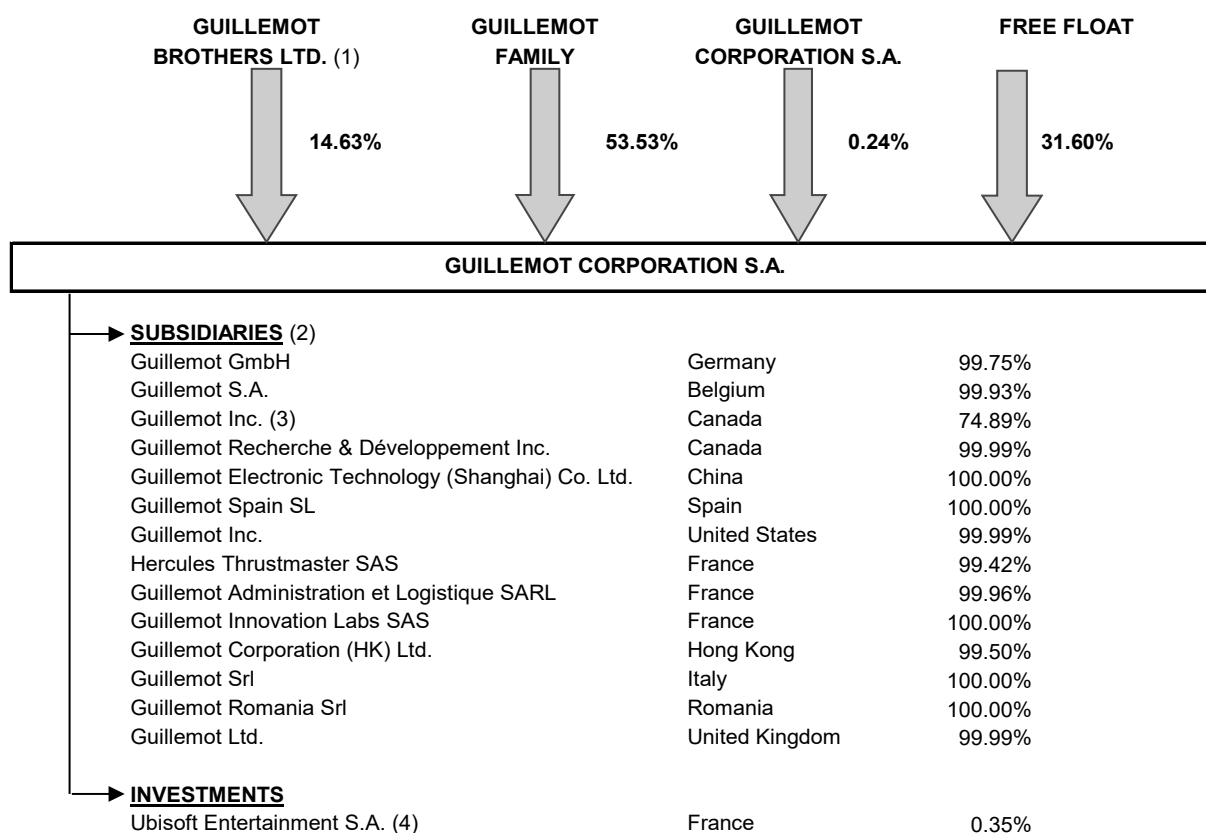 GUILLEMOT GUILLEMOT GUILLEMOT FREE FLOAT
BROTHERS LTD. (1) FAMILY CORPORATION S.A.
14.63% 53.53% 0.24% 31.60%
GUILLEMOT CORPORATION S.A.
SUBSIDIARIES (2)
Guillemot GmbH Germany 99.75%
Guillemot S.A. Belgium 99.93%
Guillemot Inc. (3) Canada 74.89%
Guillemot Recherche & Développement Inc. Canada 99.99%
Guillemot Electronic Technology (Shanghai) Co. Ltd. China 100.00%
Guillemot Spain SL Spain 100.00%
Guillemot Inc. United States 99.99%
Hercules Thrustmaster SAS France 99.42%
Guillemot Administration et Logistique SARL France 99.96%
Guillemot Innovation Labs SAS France 100.00%
Guillemot Corporation (HK) Ltd. Hong Kong 99.50%
Guillemot Srl Italy 100.00%
Guillemot Romania Srl Romania 100.00%
Guillemot Ltd. United Kingdom 99.99%
INVESTMENTS
Ubisoft Entertainment S.A. (4) France 0.35%